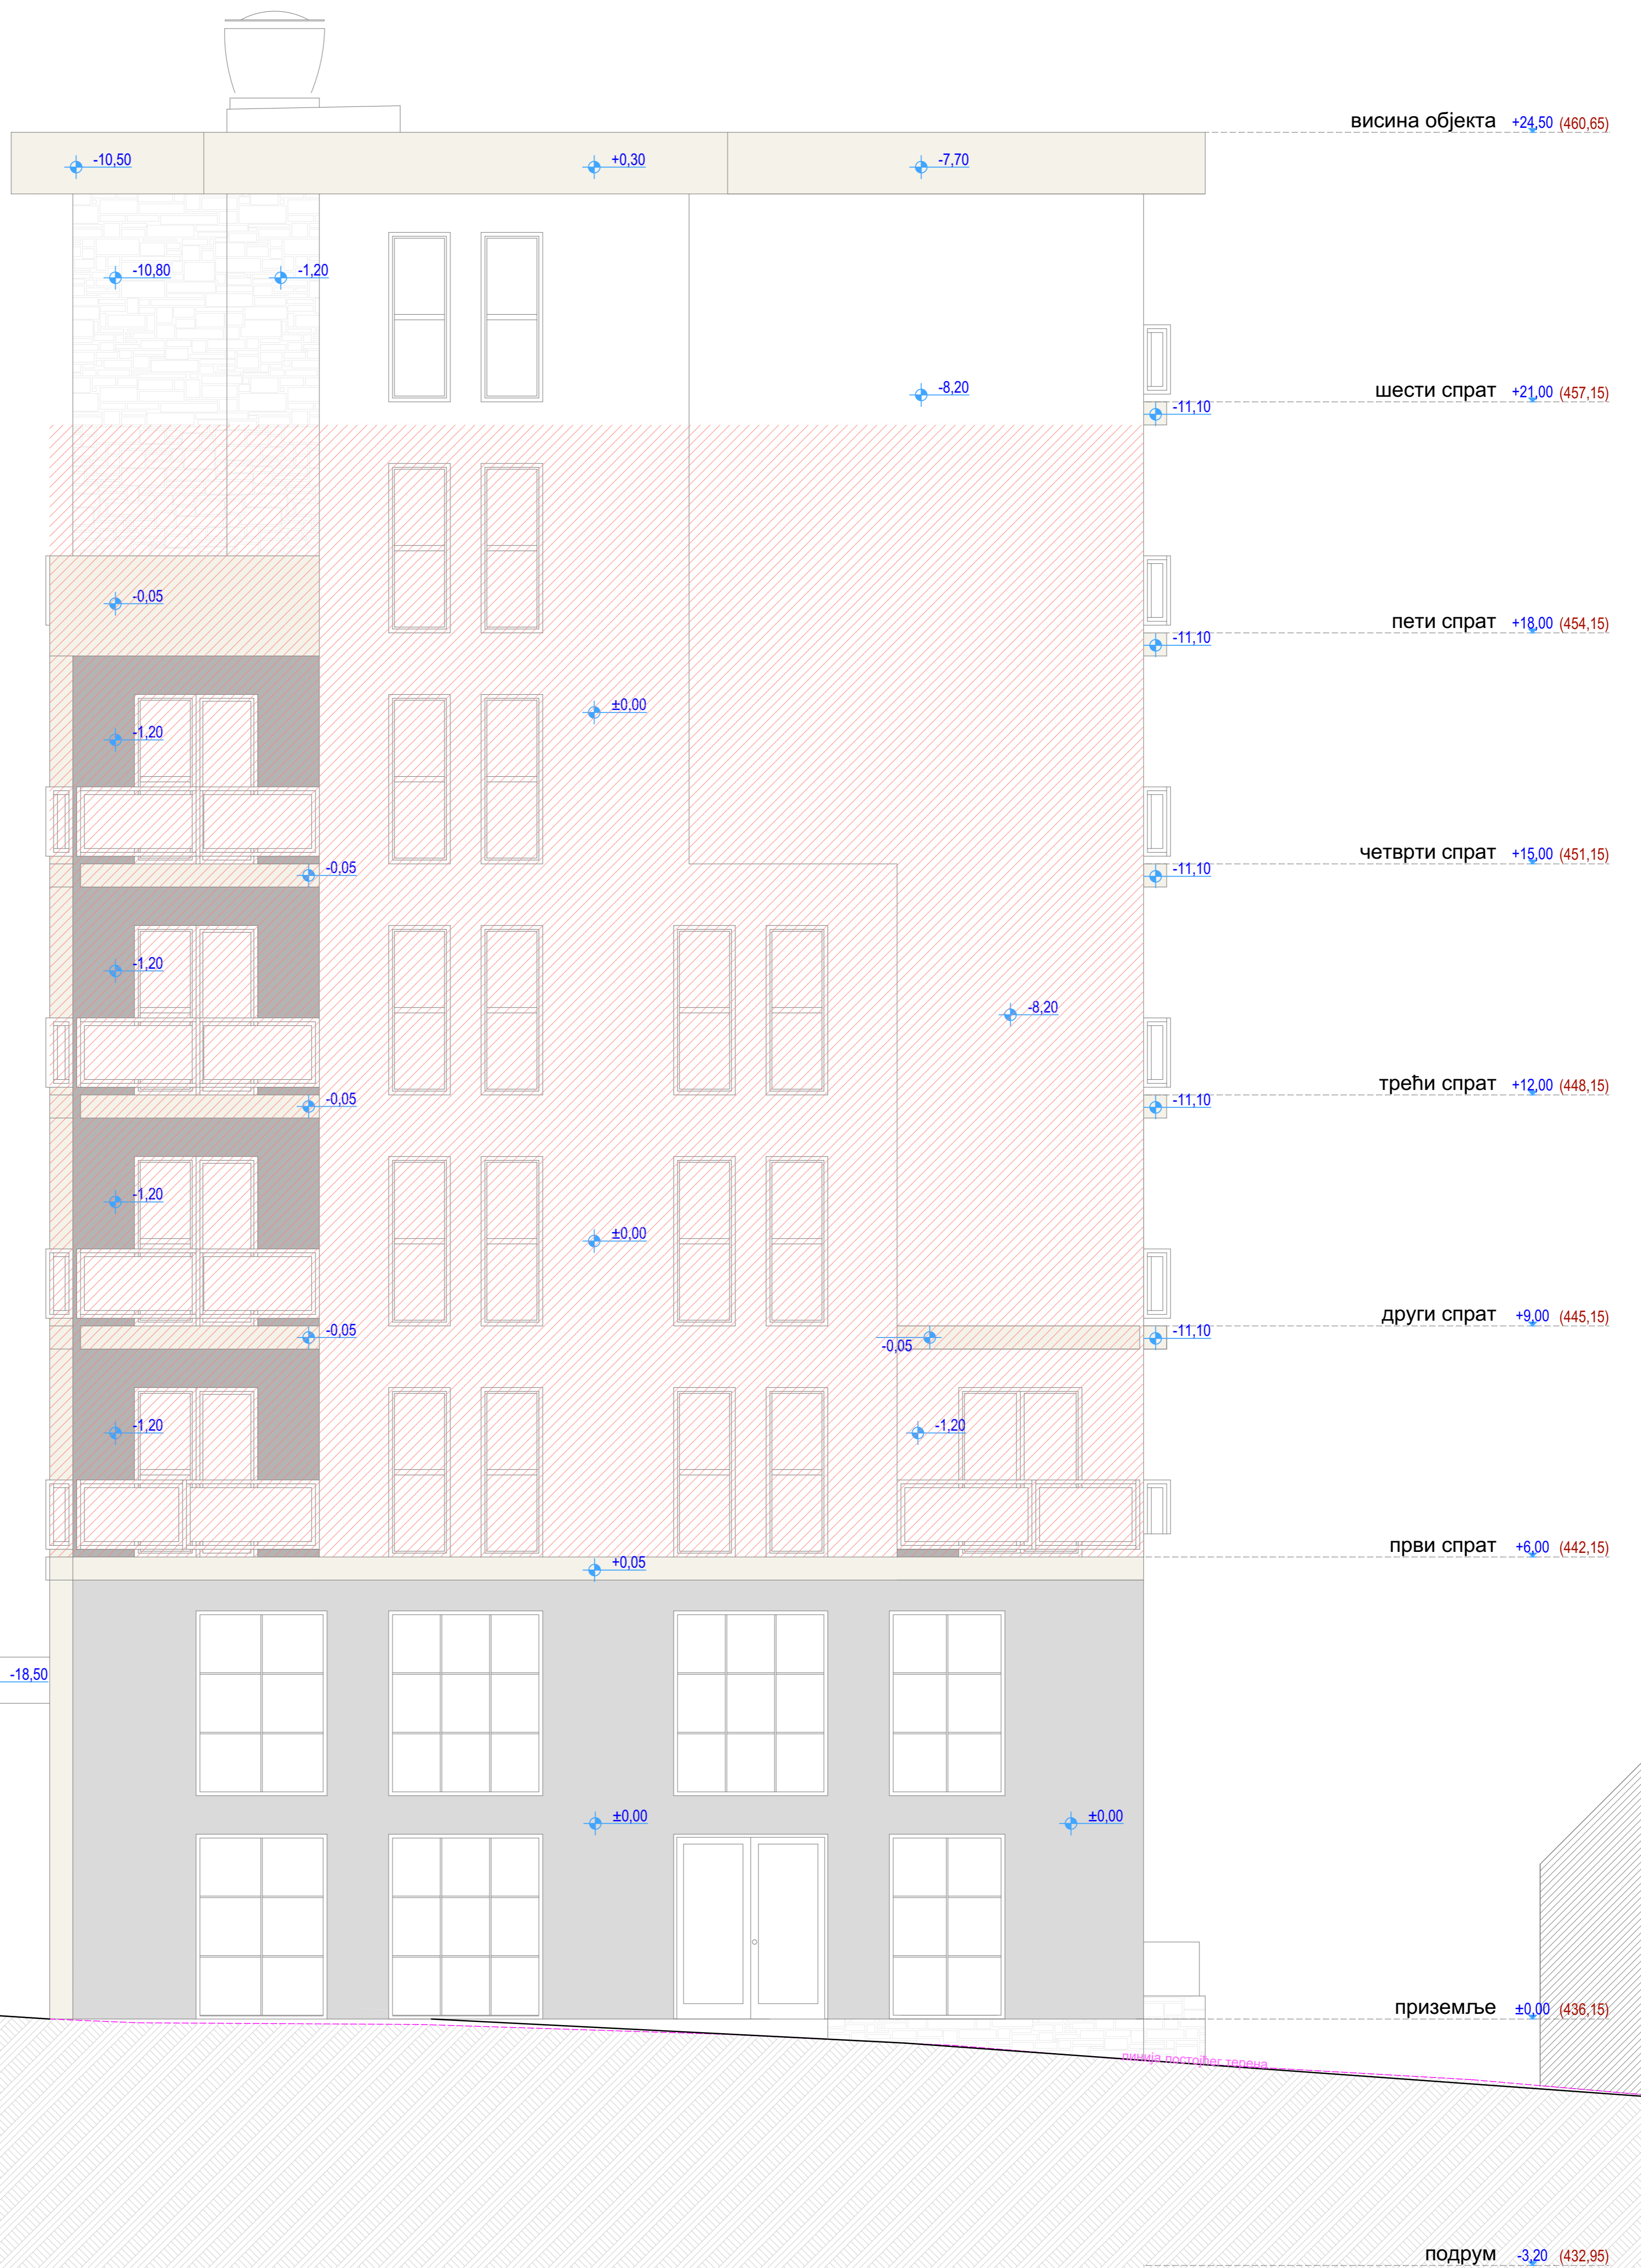 висина објекта +24,50 (460,65)
-10,50 +0,30 -7,70
-10,80 -1,20
-8,20
шести спрат +21,00 (457,15)
-11,10
-0,05
пети спрат +18,00 (454,15)
-11,10
±0,00
-1,20
четврти спрат +15,00 (451,15)
-0,05 -11,10
-1,20
-8,20
трећи спрат +12,00 (448,15)
-0,05 -11,10
-1,20
±0,00
други спрат +9,00 (445,15)
-0,05 -0,05 -11,10
-1,20 -1,20
први спрат +6,00 (442,15)
+0,05
-18,50
±0,00 ±0,00
приземље ±0,00 (436,15)
линија постојћег терена
подрум -3,20 (432,95)